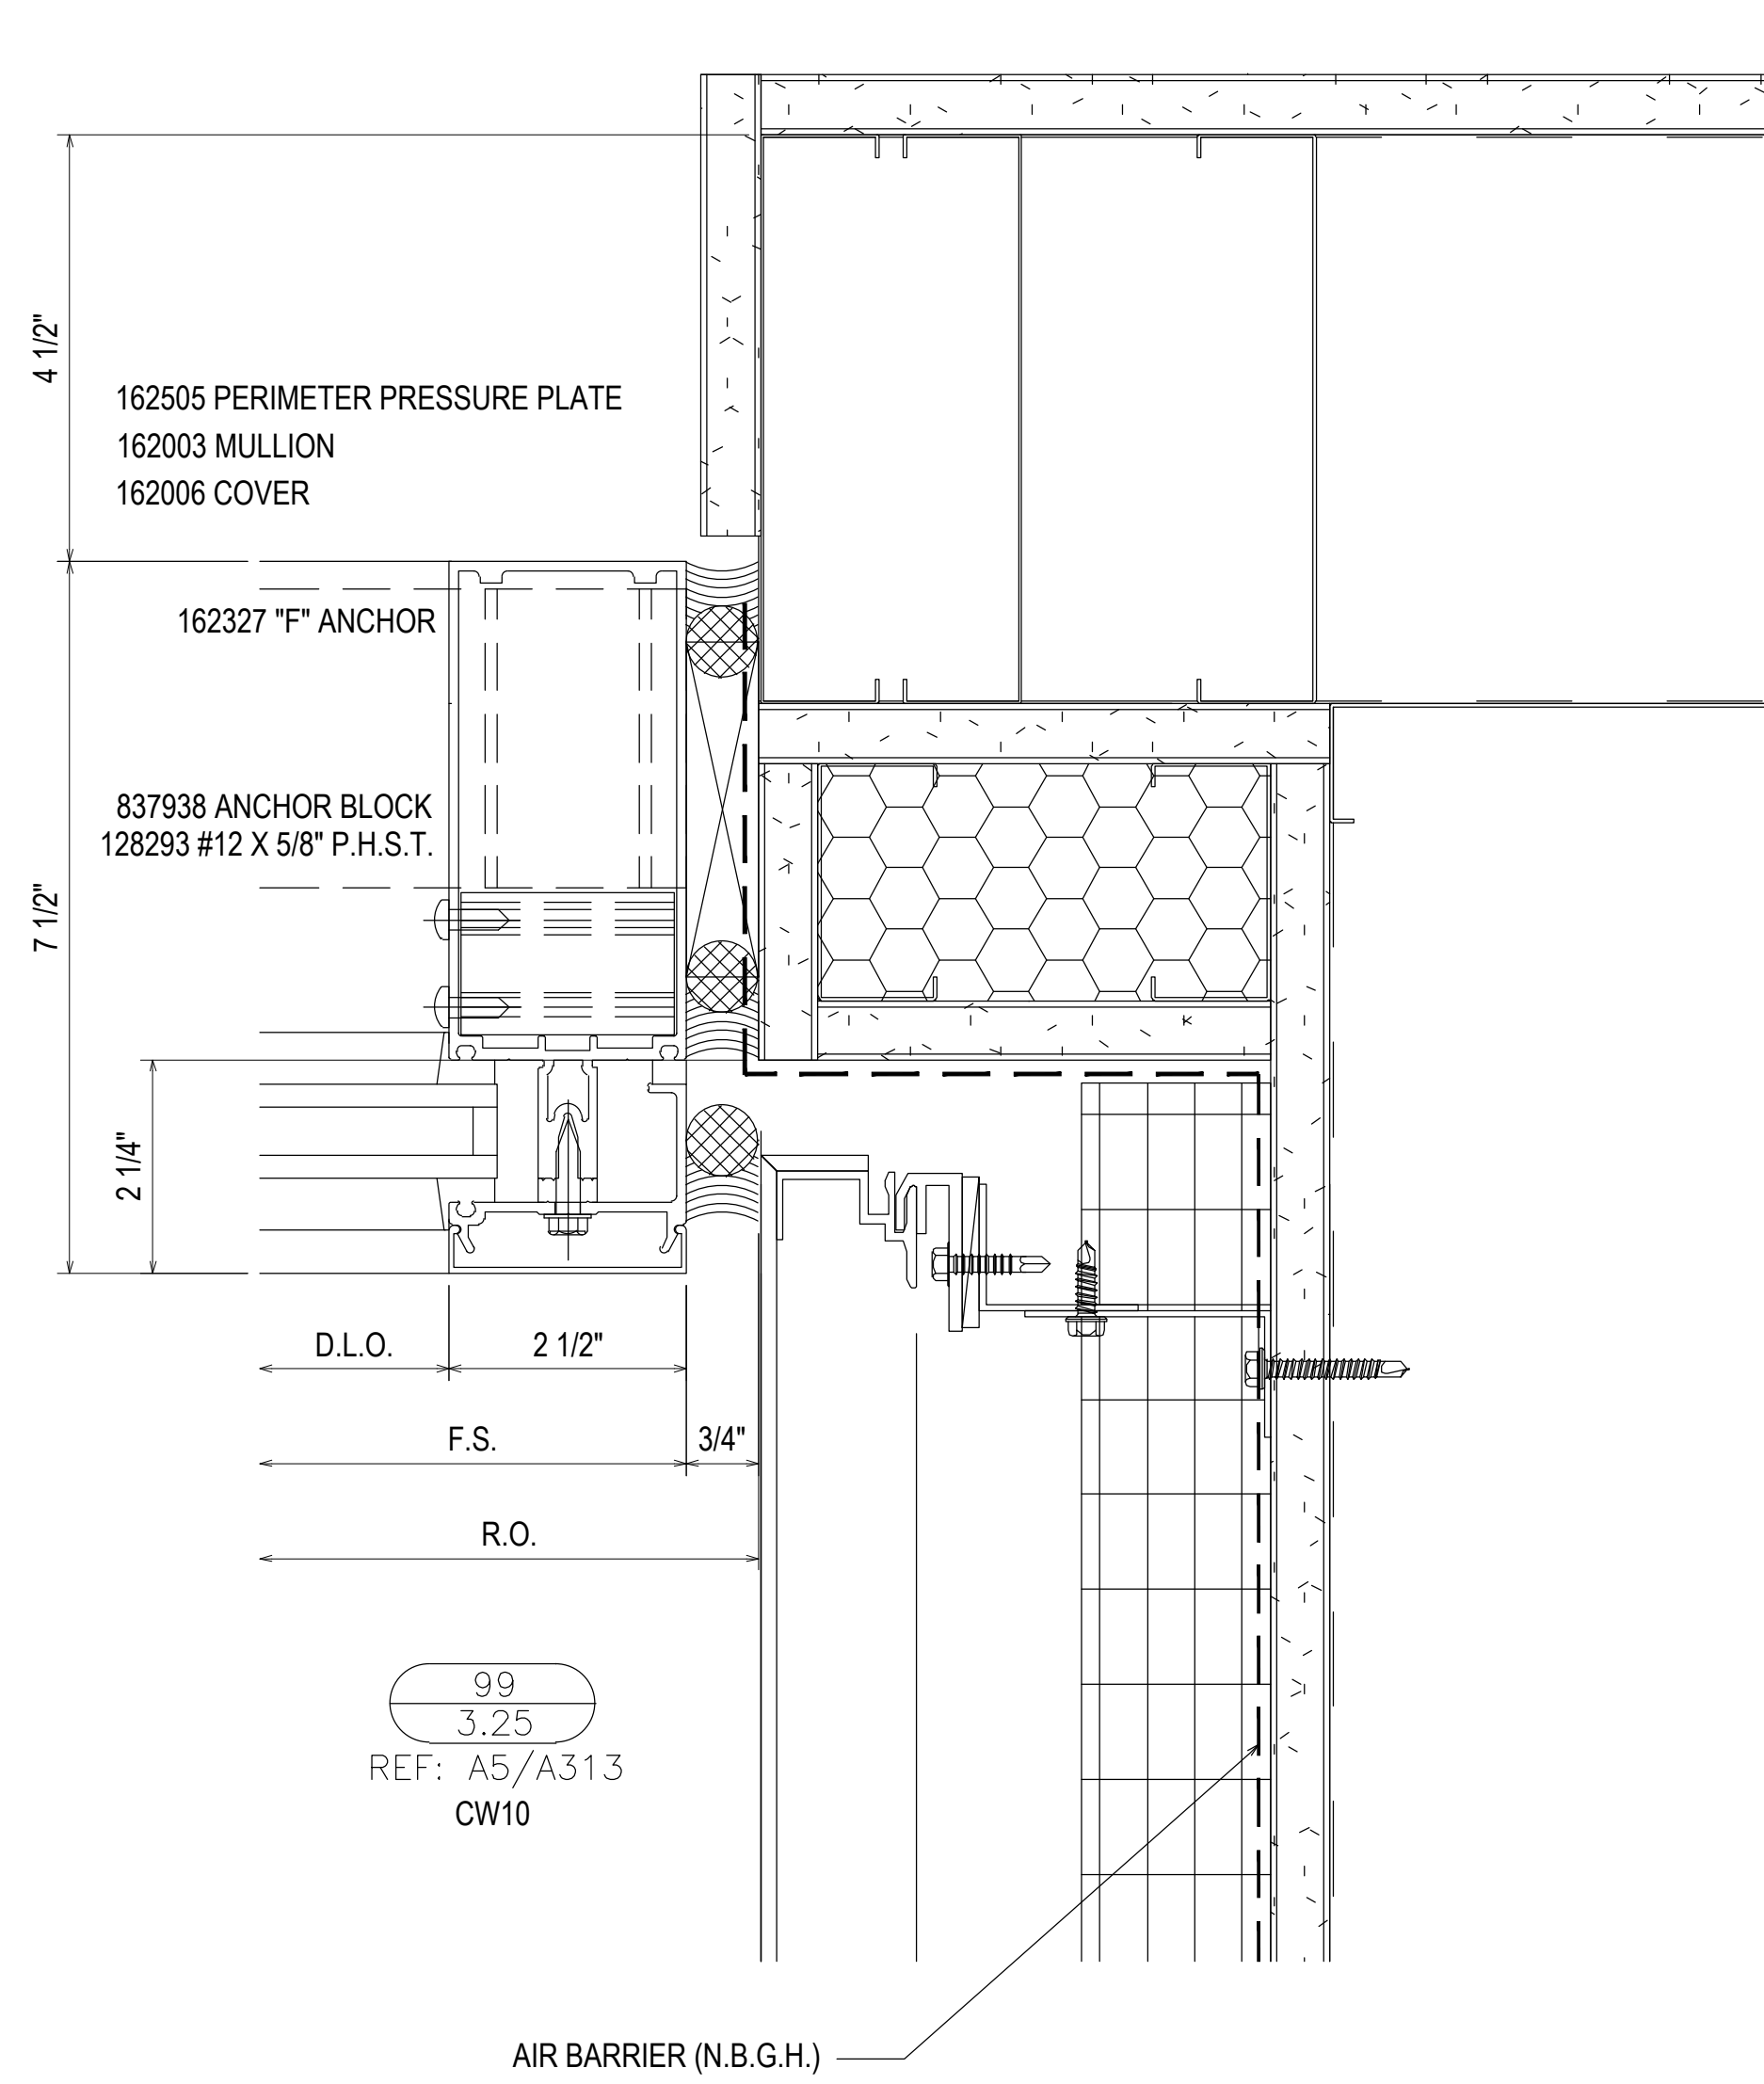 4 1/2"
162505 PERIMETER PRESSURE PLATE
162003 MULLION
162006 COVER
162327 "F" ANCHOR
837938 ANCHOR BLOCK
128293 #12 X 5/8" P.H.S.T.
7 1/2"
2 1/4"
D.L.O.
2 1/2"
F.S.
3/4"
R.O.
99
3.25
REF: A5/A313
CW10
AIR BARRIER (N.B.G.H.)